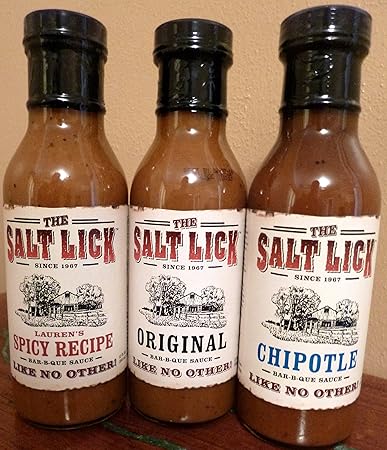 THE
SALT LICK
SINCE 1967
LAUREN'S
SPICY RECIPE
BAR-B-QUE SAUCE
LIKE NO OTHER!
THE
SALT LICK
SINCE 1967
ORIGINAL
BAR-B-QUE SAUCE
LIKE NO OTHER!
THE
SALT LICK
SINCE 1967
CHIPOTLE
BAR-B-QUE SAUCE
LIKE NO OTHER!